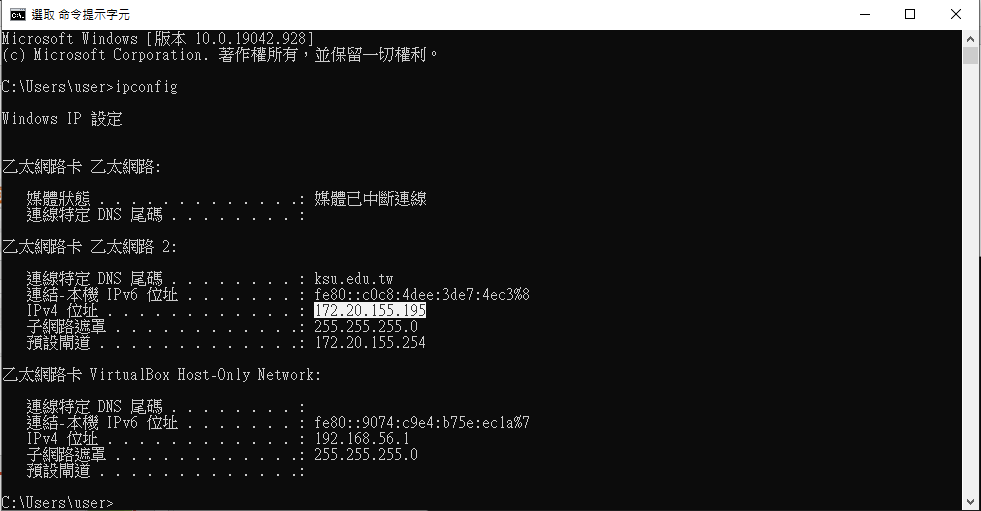 選取 命令提示字元
Microsoft Windows [版本 10.0.19042.928]
(c) Microsoft Corporation. 著作權所有，並保留一切權利。
C:\Users\user>ipconfig
Windows IP 設定
乙太網路卡 乙太網路:
媒體狀態 . . . . . . . . . . . . .: 媒體已中斷連線
連線特定 DNS 尾碼 . . . . . . . . :
乙太網路卡 乙太網路 2:
連線特定 DNS 尾碼 . . . . . . . . : ksu.edu.tw
連結-本機 IPv6 位址 . . . . . . . : fe80::c0c8:4dee:3de7:4ec3%8
IPv4 位址 . . . . . . . . . . . . : 172.20.155.195
子網路遮罩 . . . . . . . . . . . .: 255.255.255.0
預設閘道 . . . . . . . . . . . . .: 172.20.155.254
乙太網路卡 VirtualBox Host-Only Network:
連線特定 DNS 尾碼 . . . . . . . . :
連結-本機 IPv6 位址 . . . . . . . : fe80::9074:c9e4:b75e:ec1a%7
IPv4 位址 . . . . . . . . . . . . : 192.168.56.1
子網路遮罩 . . . . . . . . . . . .: 255.255.255.0
預設閘道 . . . . . . . . . . . . .:
C:\Users\user>